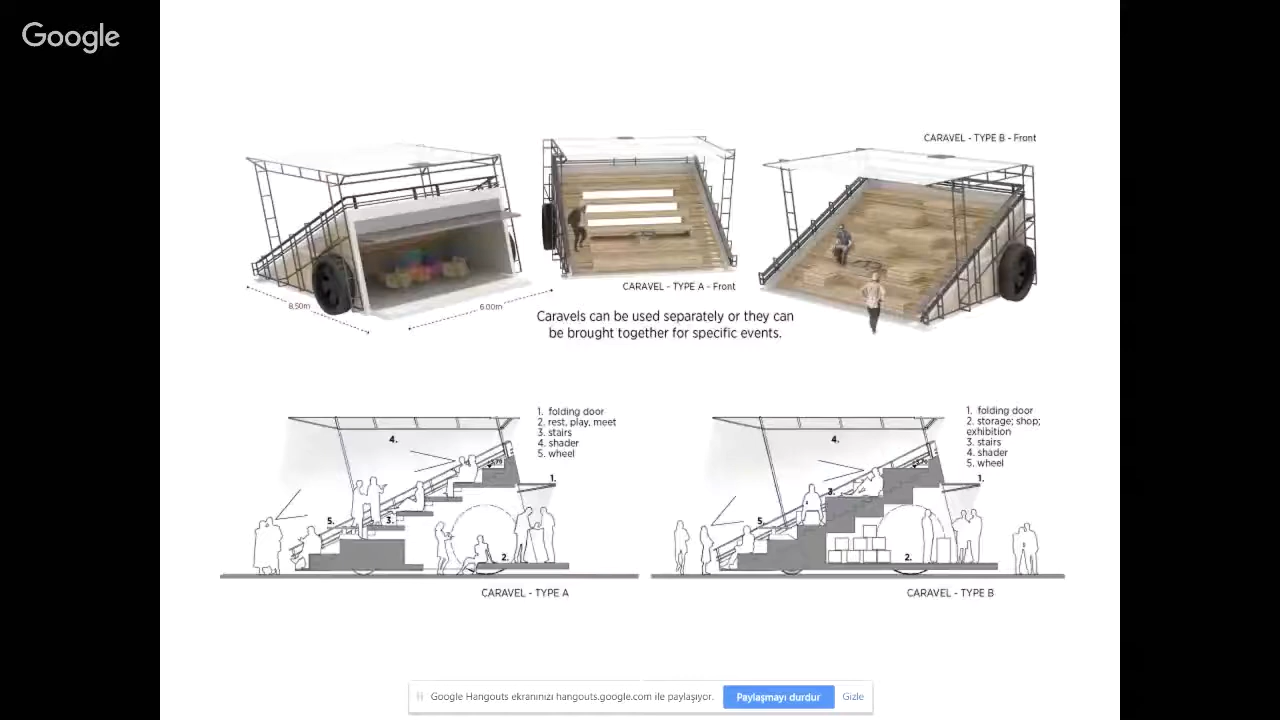 Google
CARAVEL - TYPE B - Front
CARAVEL - TYPE A - Front
8.50m
6.00m
Caravels can be used separately or they can
be brought together for specific events.
1. folding door
2. rest, play, meet
3. stairs
4. shader
5. wheel
4.
1.
5.
3.
2.
CARAVEL - TYPE A
1. folding door
2. storage; shop;
exhibition
3. stairs
4. shader
5. wheel
4.
1.
3.
5.
2.
CARAVEL - TYPE B
Google Hangouts ekranınızı hangouts.google.com ile paylaşıyor.
Paylaşmayı durdur
Gizle